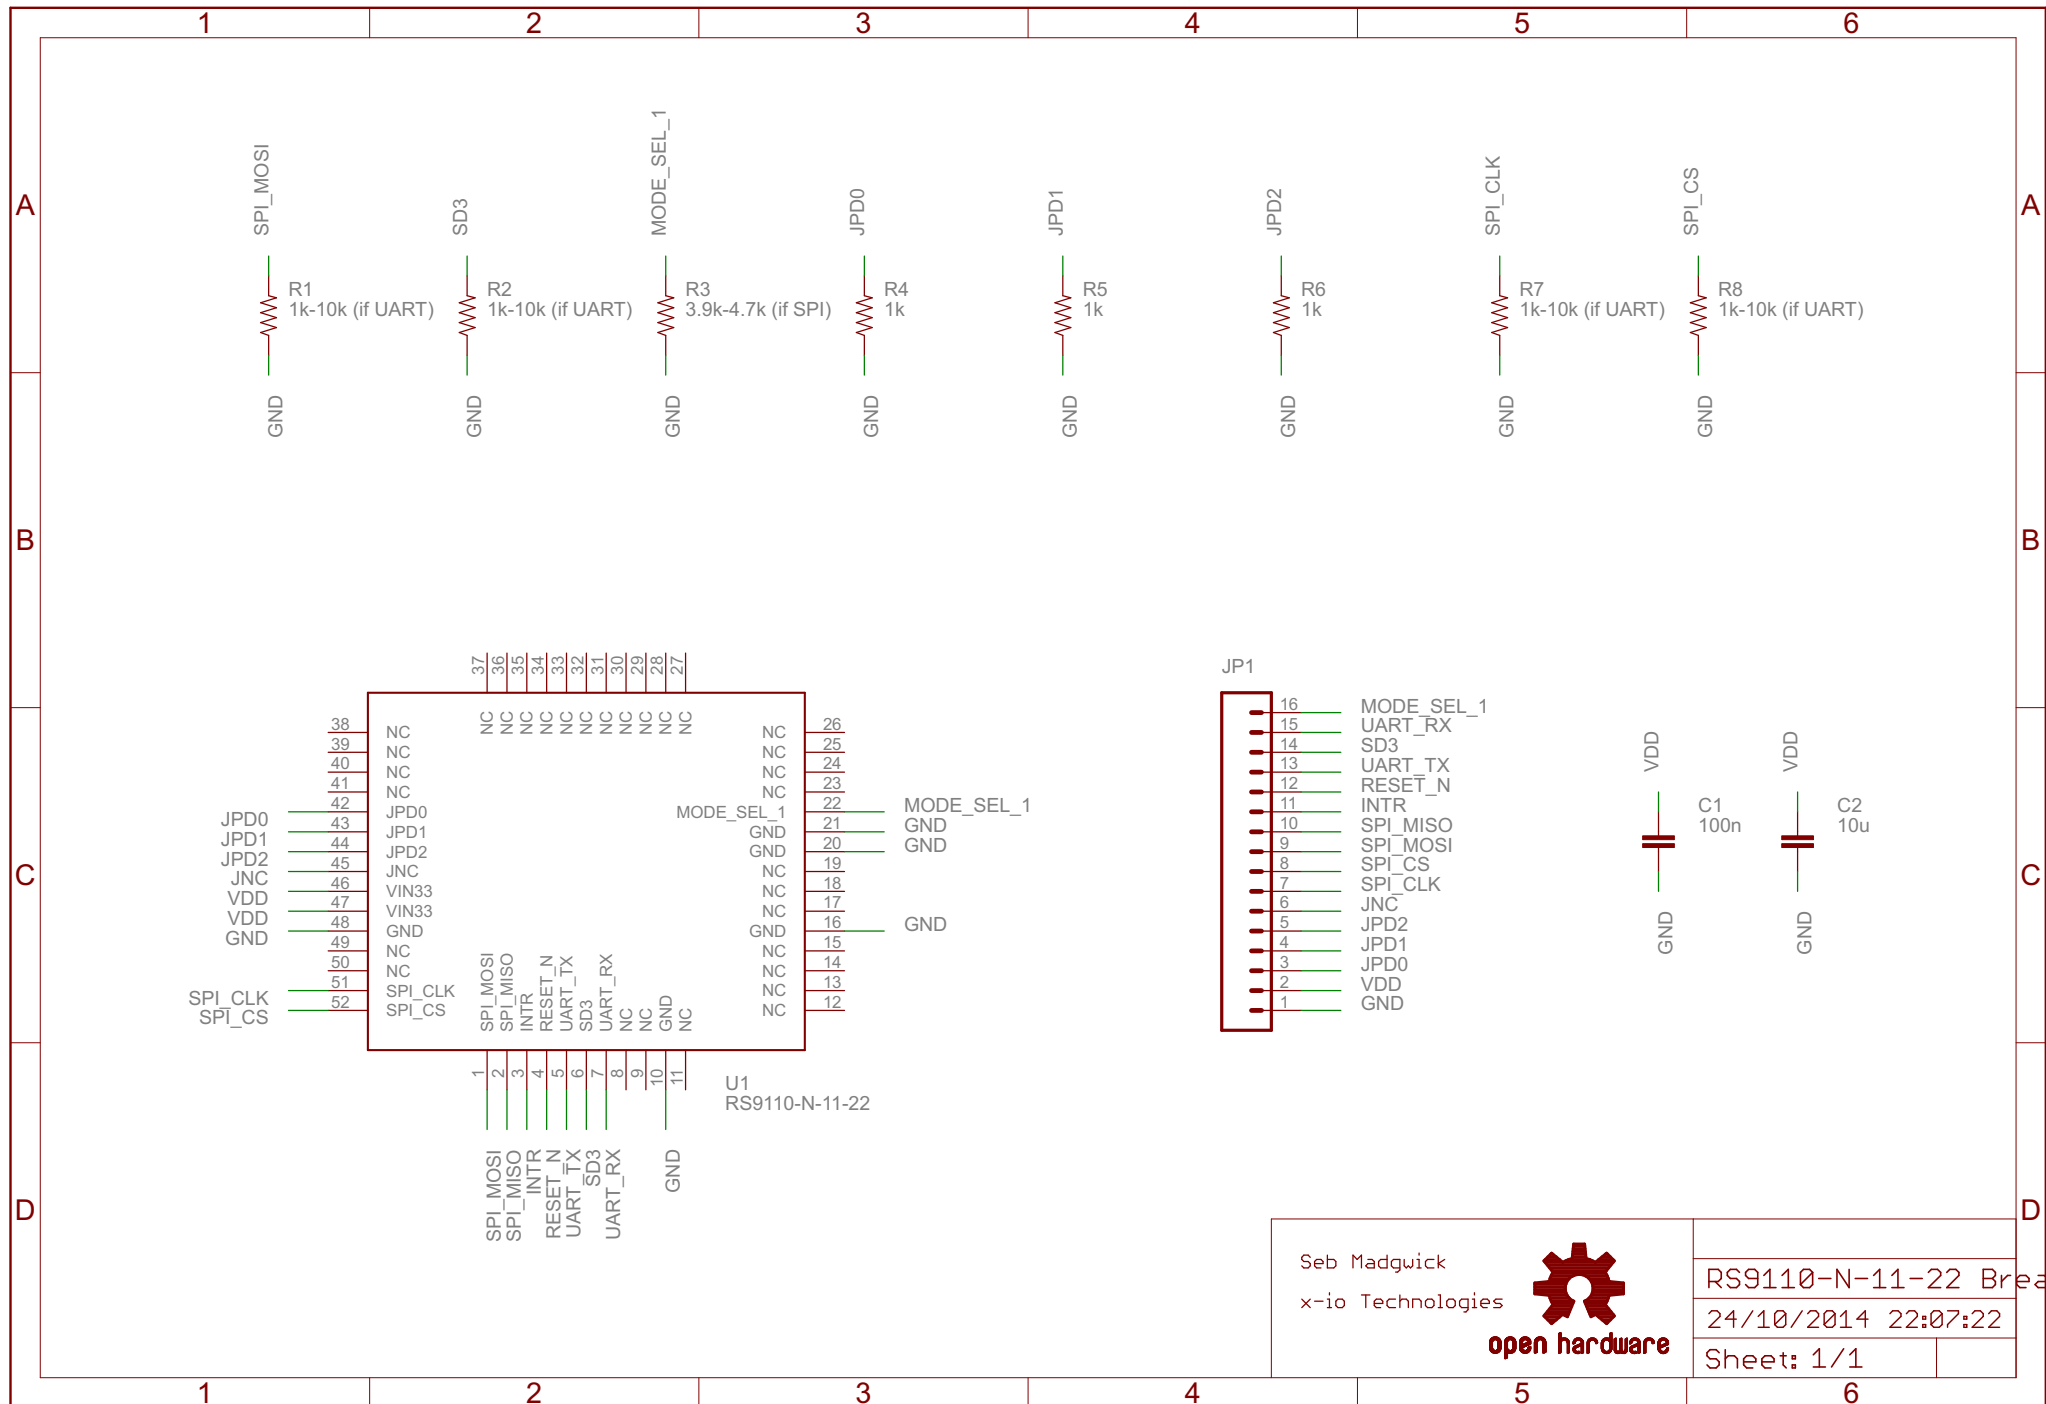 1 2 3 4 5 6
A A
SPI_MOSI
SD3
MODE_SEL_1
JPD0
JPD1
JPD2
SPI_CLK
SPI_CS
R1
1k-10k (if UART)
R2
1k-10k (if UART)
R3
3.9k-4.7k (if SPI)
R4
1k
R5
1k
R6
1k
R7
1k-10k (if UART)
R8
1k-10k (if UART)
GND GND GND GND GND GND GND GND
B B
37 36 35 34 33 32 31 30 29 28 27
NC NC NC NC NC NC NC NC NC NC NC
38 NC
39 NC
40 NC
41 NC
JPD0 42 JPD0
JPD1 43 JPD1
JPD2 44 JPD2
JNC 45 JNC
VDD 46 VIN33
VDD 47 VIN33
GND 48 GND
49 NC
50 NC
SPI_CLK 51 SPI_CLK
SPI_CS 52 SPI_CS
NC 26
NC 25
NC 24
NC 23
MODE_SEL_1 22 MODE_SEL_1
GND 21 GND
GND 20 GND
NC 19
NC 18
NC 17
GND 16 GND
NC 15
NC 14
NC 13
NC 12
SPI_MOSI SPI_MISO INTR RESET_N UART_TX SD3 UART_RX NC NC GND NC
1 2 3 4 5 6 7 8 9 10 11
SPI_MOSI SPI_MISO INTR RESET_N UART_TX SD3 UART_RX GND
U1
RS9110-N-11-22
JP1
16 MODE_SEL_1
15 UART_RX
14 SD3
13 UART_TX
12 RESET_N
11 INTR
10 SPI_MISO
9 SPI_MOSI
8 SPI_CS
7 SPI_CLK
6 JNC
5 JPD2
4 JPD1
3 JPD0
2 VDD
1 GND
VDD
C1
100n
GND
VDD
C2
10u
GND
C C
D D
Seb Madgwick
x-io Technologies
open hardware
RS9110-N-11-22 Brea
24/10/2014 22:07:22
Sheet: 1/1
1 2 3 4 5 6